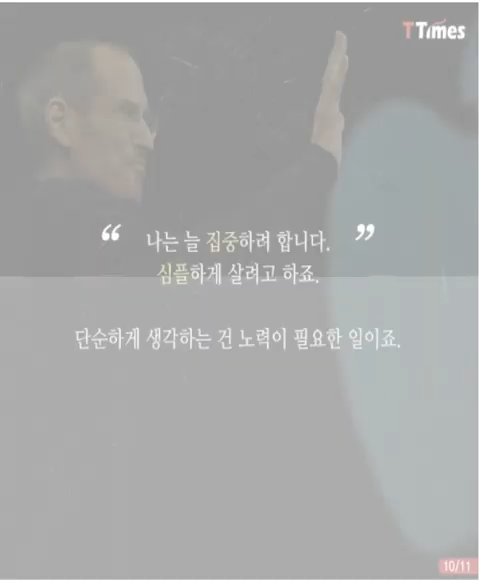 TTimes
“ 나는 늘 집중하려 합니다. ”
심플하게 살려고 하죠.
단순하게 생각하는 건 노력이 필요한 일이죠.
10/11